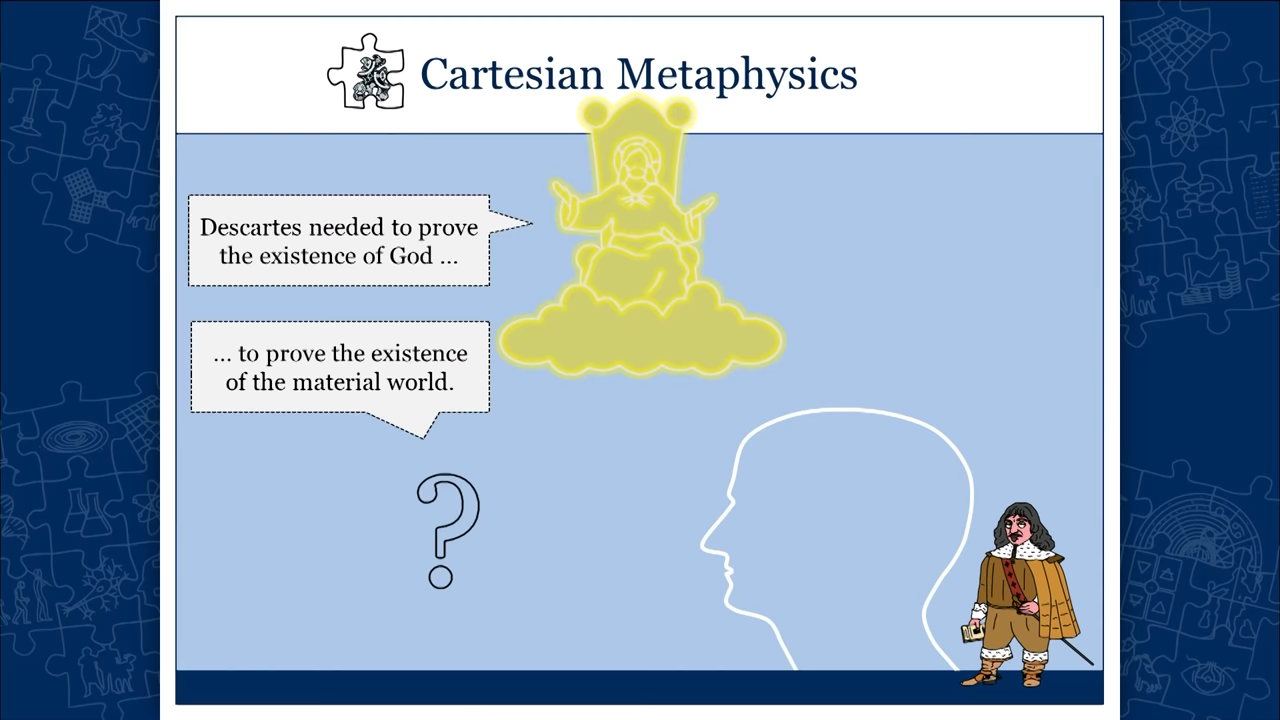 Cartesian Metaphysics
Descartes needed to prove
the existence of God ...
... to prove the existence
of the material world.
?